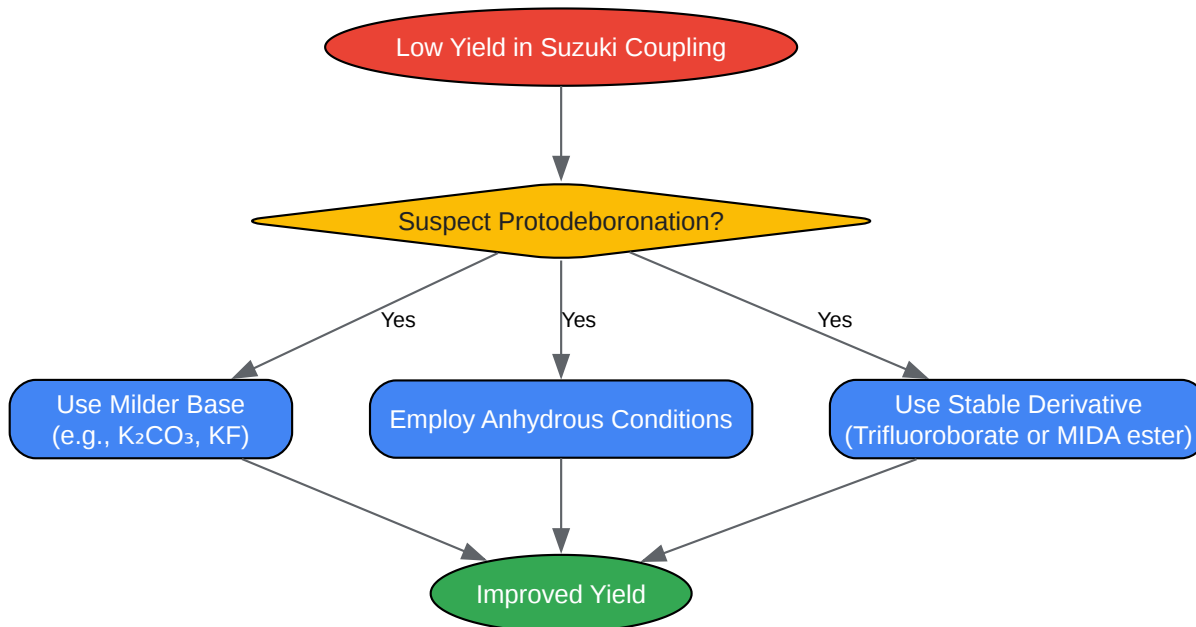 Low Yield in Suzuki Coupling
Suspect Protodeboronation?
Yes
Yes
Yes
Use Milder Base
(e.g., K₂CO₃, KF)
Employ Anhydrous Conditions
Use Stable Derivative
(Trifluoroborate or MIDA ester)
Improved Yield